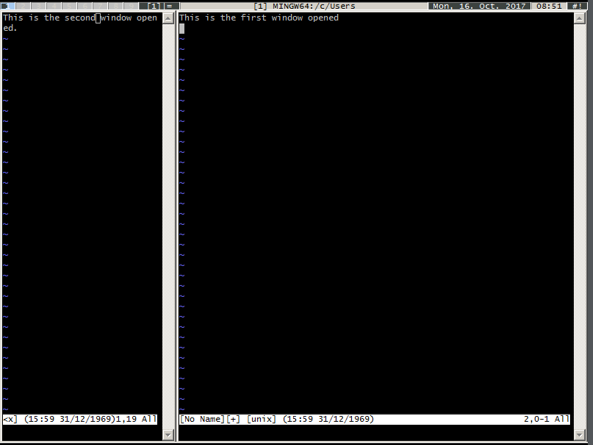 [1] = [1] MINGW64:/c/Users Mon, 16. Oct, 2017 08:51 #!
This is the second window open
ed.
This is the first window opened
<x] (15:59 31/12/1969)1,19 All
[No Name][+] [unix] (15:59 31/12/1969) 2,0-1 All